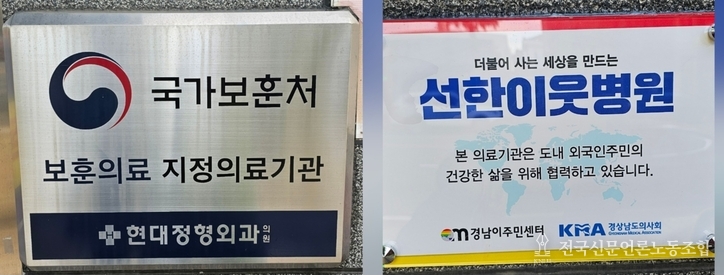 국가보훈처
보훈의료 지정의료기관
현대정형외과의원
더불어 사는 세상을 만드는
선한이웃병원
본 의료기관은 도내 외국인주민의
건강한 삶을 위해 협력하고 있습니다.
경남이주민센터
KMA 경상남도의사회
GYEONGNAM MEDICAL ASSOCIATION
전국신문언론노동조합